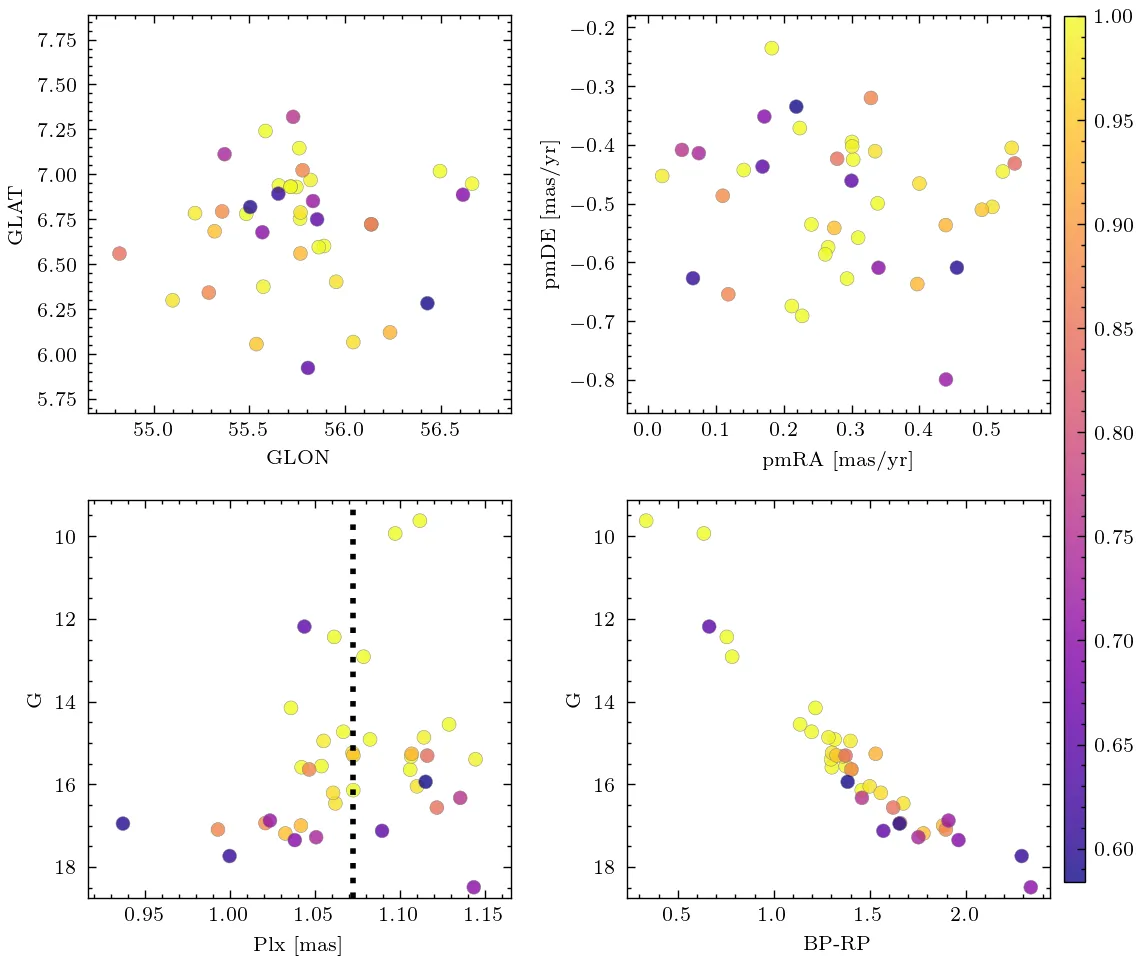 7.75
7.50
7.25
7.00
6.75
6.50
6.25
6.00
5.75
GLAT
55.0 55.5 56.0 56.5
GLON
−0.2
−0.3
−0.4
−0.5
−0.6
−0.7
−0.8
pmDE [mas/yr]
0.0 0.1 0.2 0.3 0.4 0.5
pmRA [mas/yr]
10
12
14
16
18
G
0.95 1.00 1.05 1.10 1.15
Plx [mas]
10
12
14
16
18
G
0.5 1.0 1.5 2.0
BP-RP
1.00
0.95
0.90
0.85
0.80
0.75
0.70
0.65
0.60